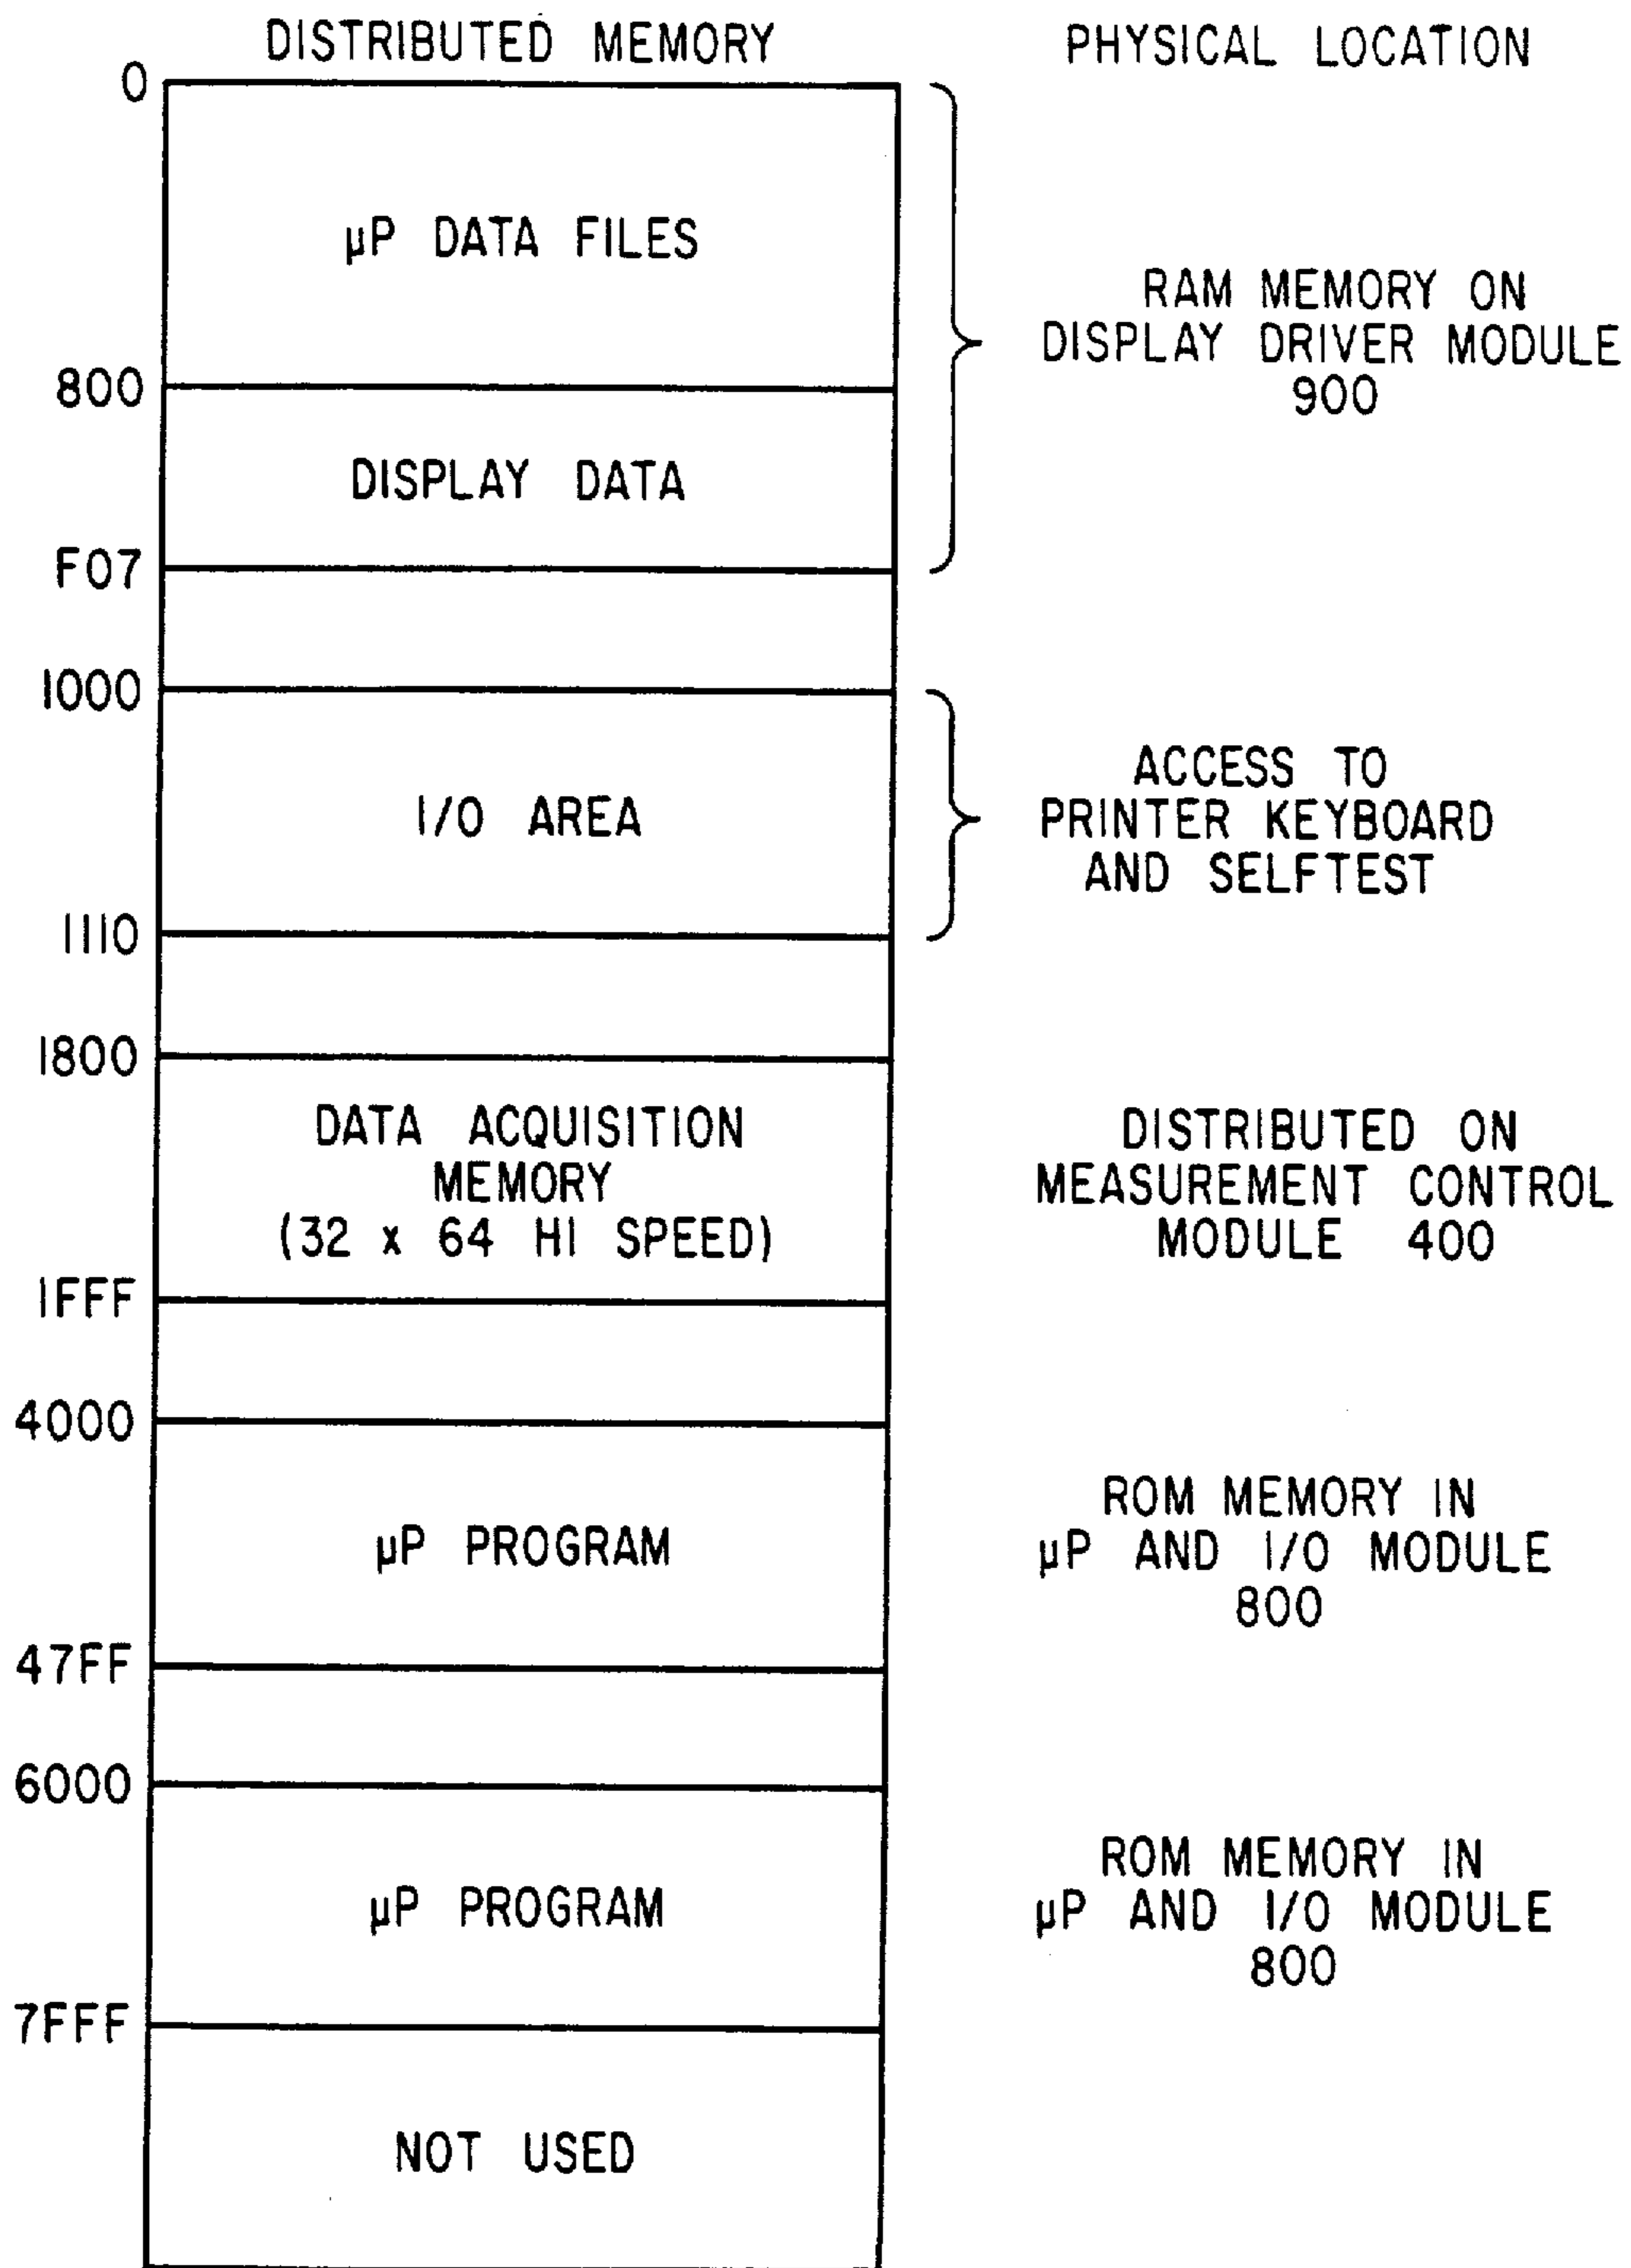 DISTRIBUTED MEMORY
PHYSICAL LOCATION
0
µP DATA FILES
RAM MEMORY ON
DISPLAY DRIVER MODULE
900
800
DISPLAY DATA
F07
1000
I/O AREA
ACCESS TO
PRINTER KEYBOARD
AND SELFTEST
1110
1800
DATA ACQUISITION
MEMORY
(32 x 64 HI SPEED)
DISTRIBUTED ON
MEASUREMENT CONTROL
MODULE 400
1FFF
4000
µP PROGRAM
ROM MEMORY IN
µP AND I/O MODULE
800
47FF
6000
µP PROGRAM
ROM MEMORY IN
µP AND I/O MODULE
800
7FFF
NOT USED